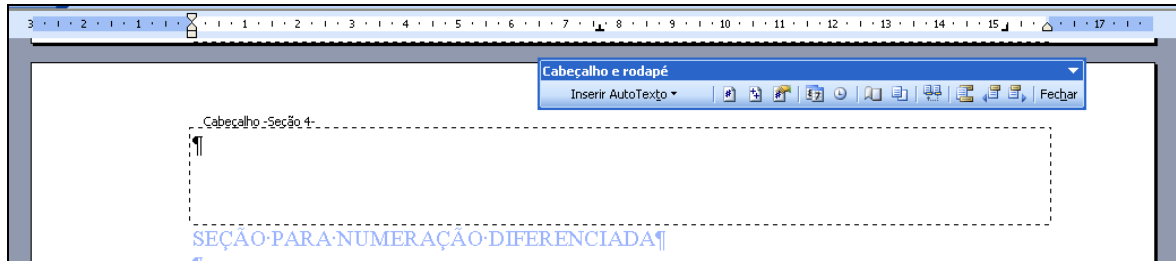 3 2 1 1 2 3 4 5 6 7 8 9 10 11 12 13 14 15 17
Cabeçalho e rodapé
Inserir AutoTexto Fechar
Cabeçalho -Seção 4-
¶
SEÇÃO·PARA·NUMERAÇÃO·DIFERENCIADA¶